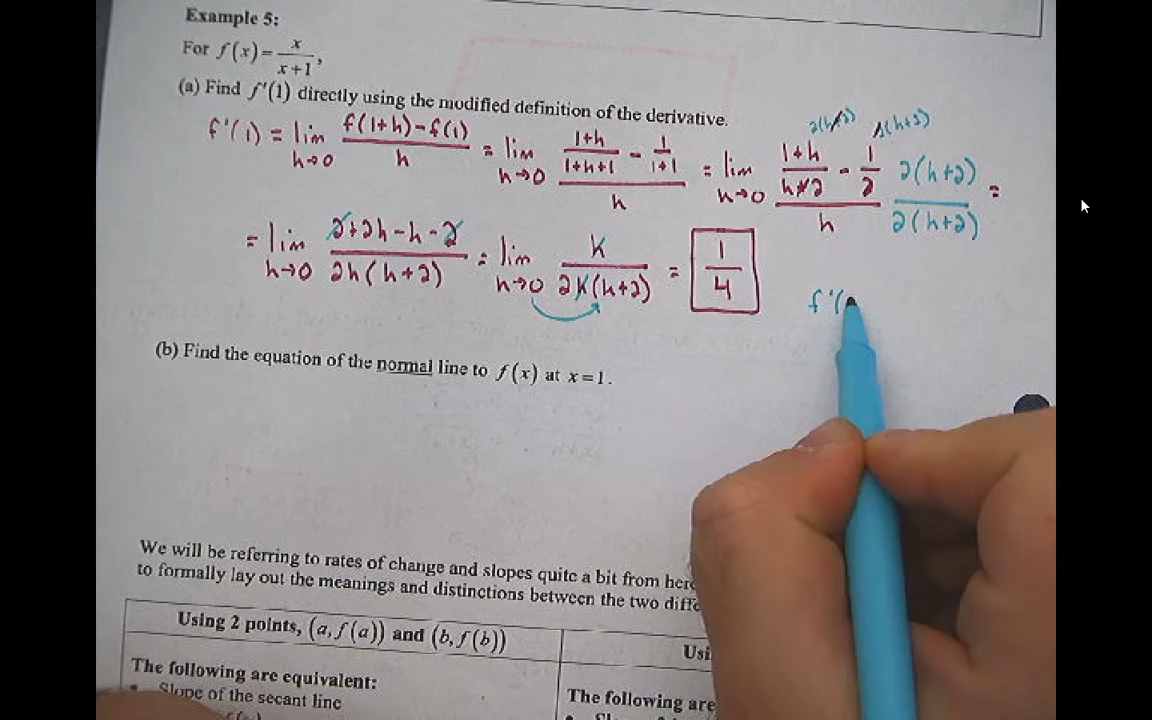 Example 5:
For f(x) = x/(x+1),
(a) Find f'(1) directly using the modified definition of the derivative.
2(h+2) 1(h+2)
f'(1) = lim h→0 (f(1+h) - f(1))/h = lim h→0 ((1+h)/(1+h+1) - 1/(1+1))/h = lim h→0 ((1+h)/(h+2) - 1/2)/h 2(h+2)/2(h+2) =
= lim h→0 (2+2h-h-2)/(2h(h+2)) = lim h→0 h/(2h(h+2)) = 1/4
f'(
(b) Find the equation of the normal line to f(x) at x = 1.
We will be referring to rates of change and slopes quite a bit from here
to formally lay out the meanings and distinctions between the two
Using 2 points, (a, f(a)) and (b, f(b))
The following are equivalent:
• Slope of the secant line
The following are